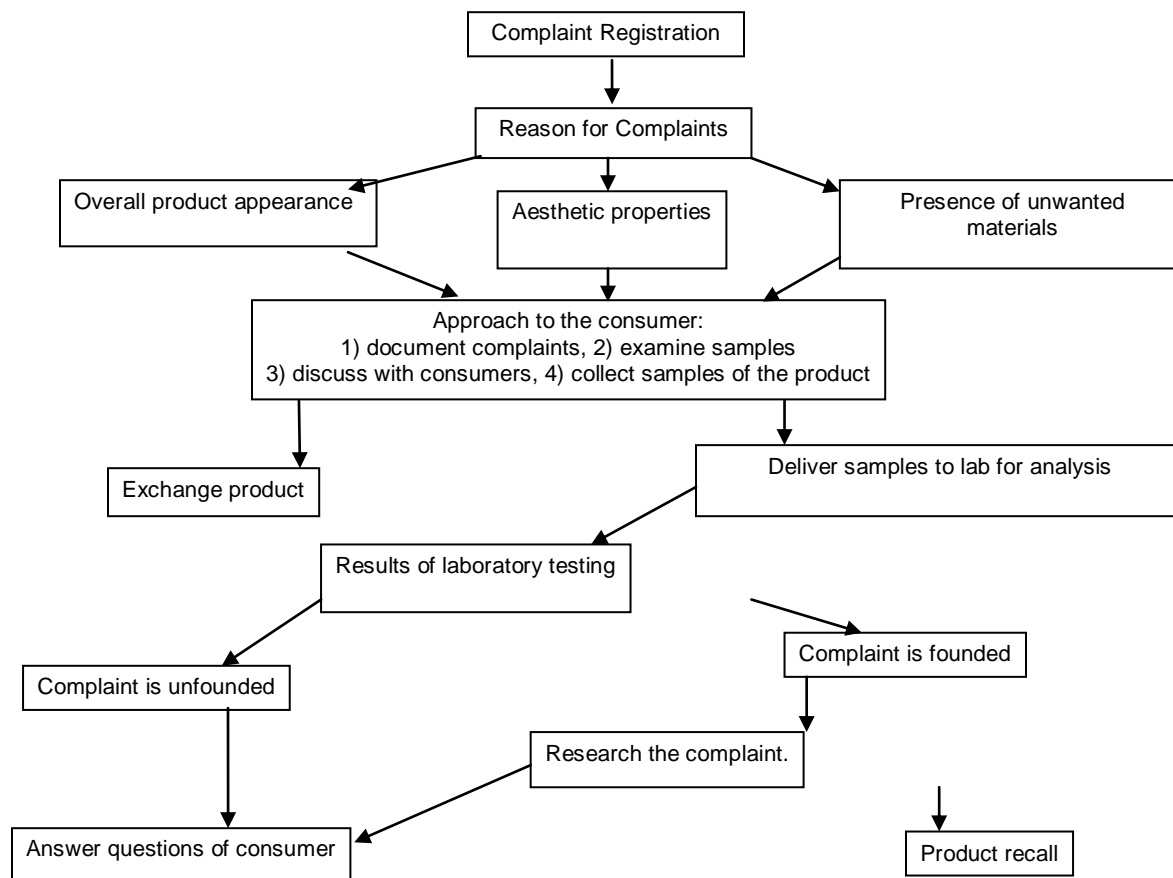 Complaint Registration
Reason for Complaints
Overall product appearance
Aesthetic properties
Presence of unwanted
materials
Approach to the consumer:
1) document complaints, 2) examine samples
3) discuss with consumers, 4) collect samples of the product
Exchange product
Deliver samples to lab for analysis
Results of laboratory testing
Complaint is unfounded
Complaint is founded
Research the complaint.
Answer questions of consumer
Product recall